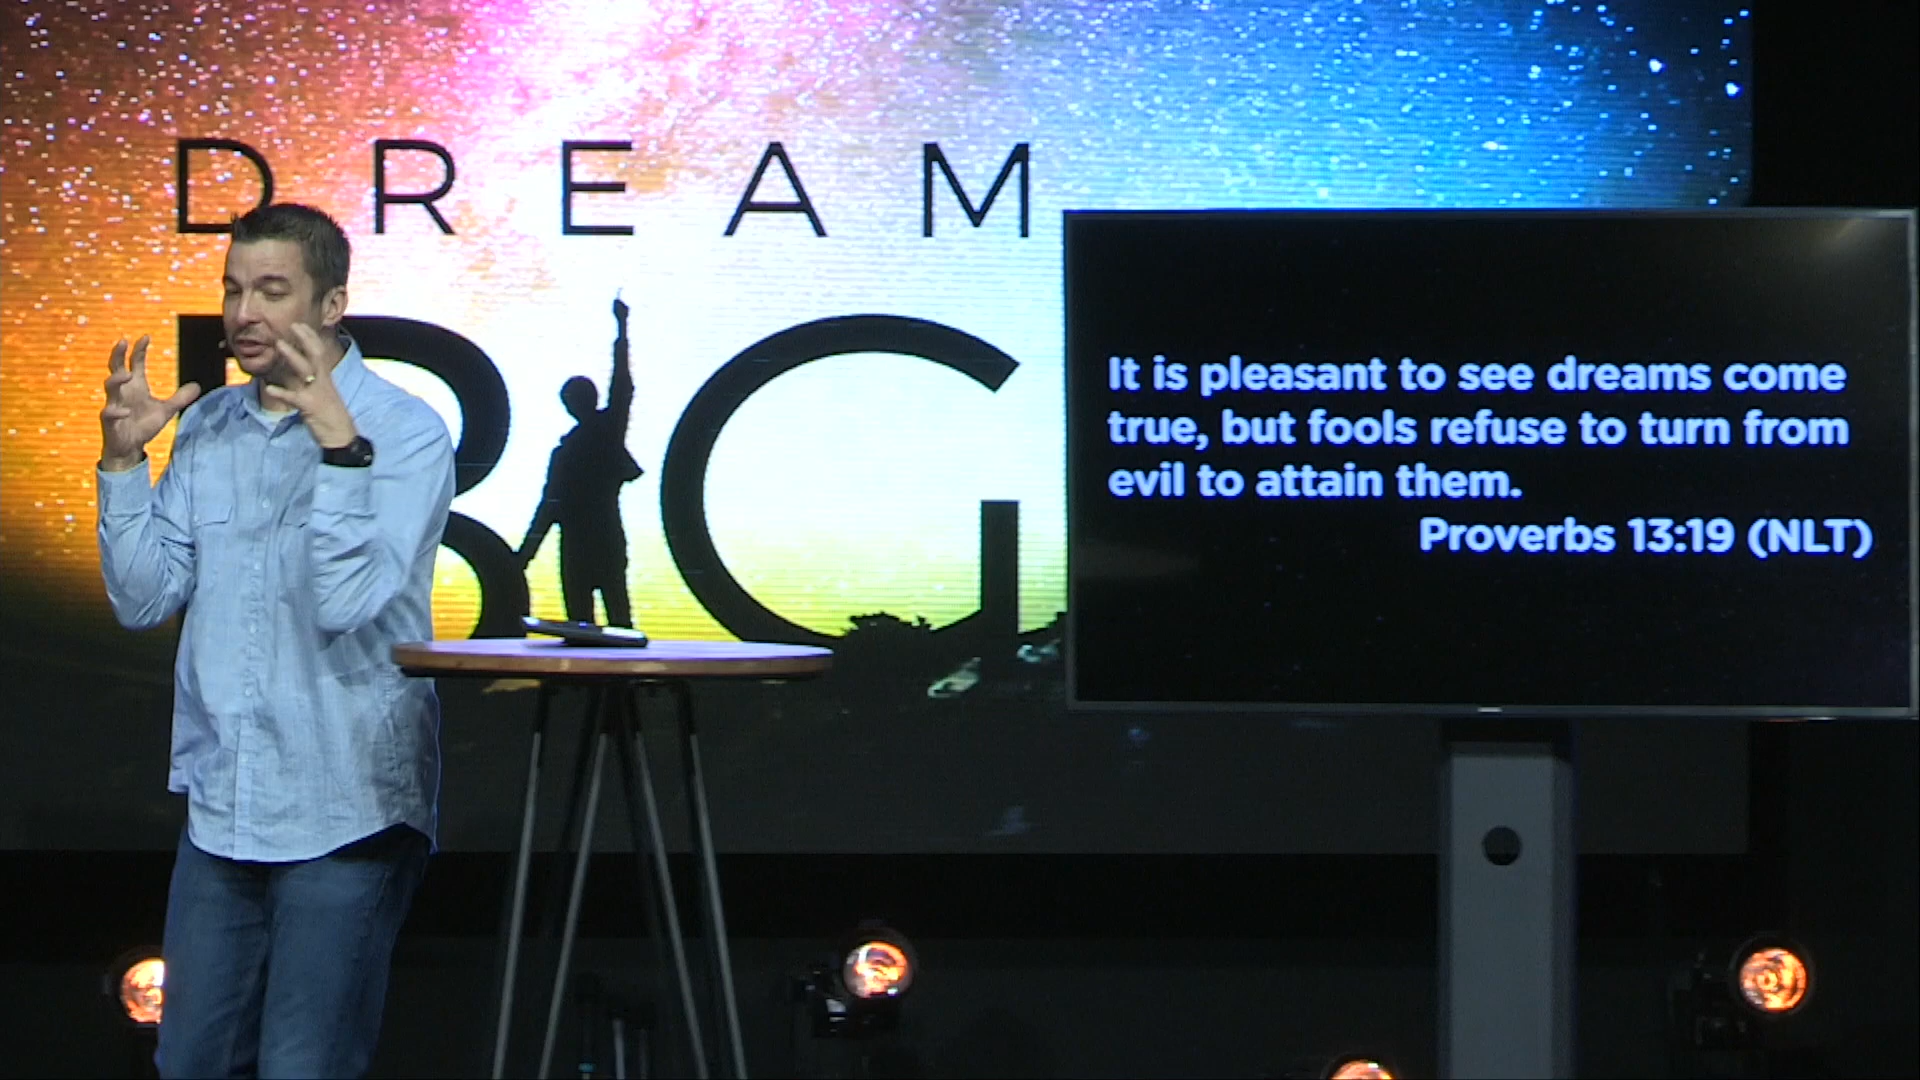 DREAM
BIG
It is pleasant to see dreams come
true, but fools refuse to turn from
evil to attain them.
Proverbs 13:19 (NLT)